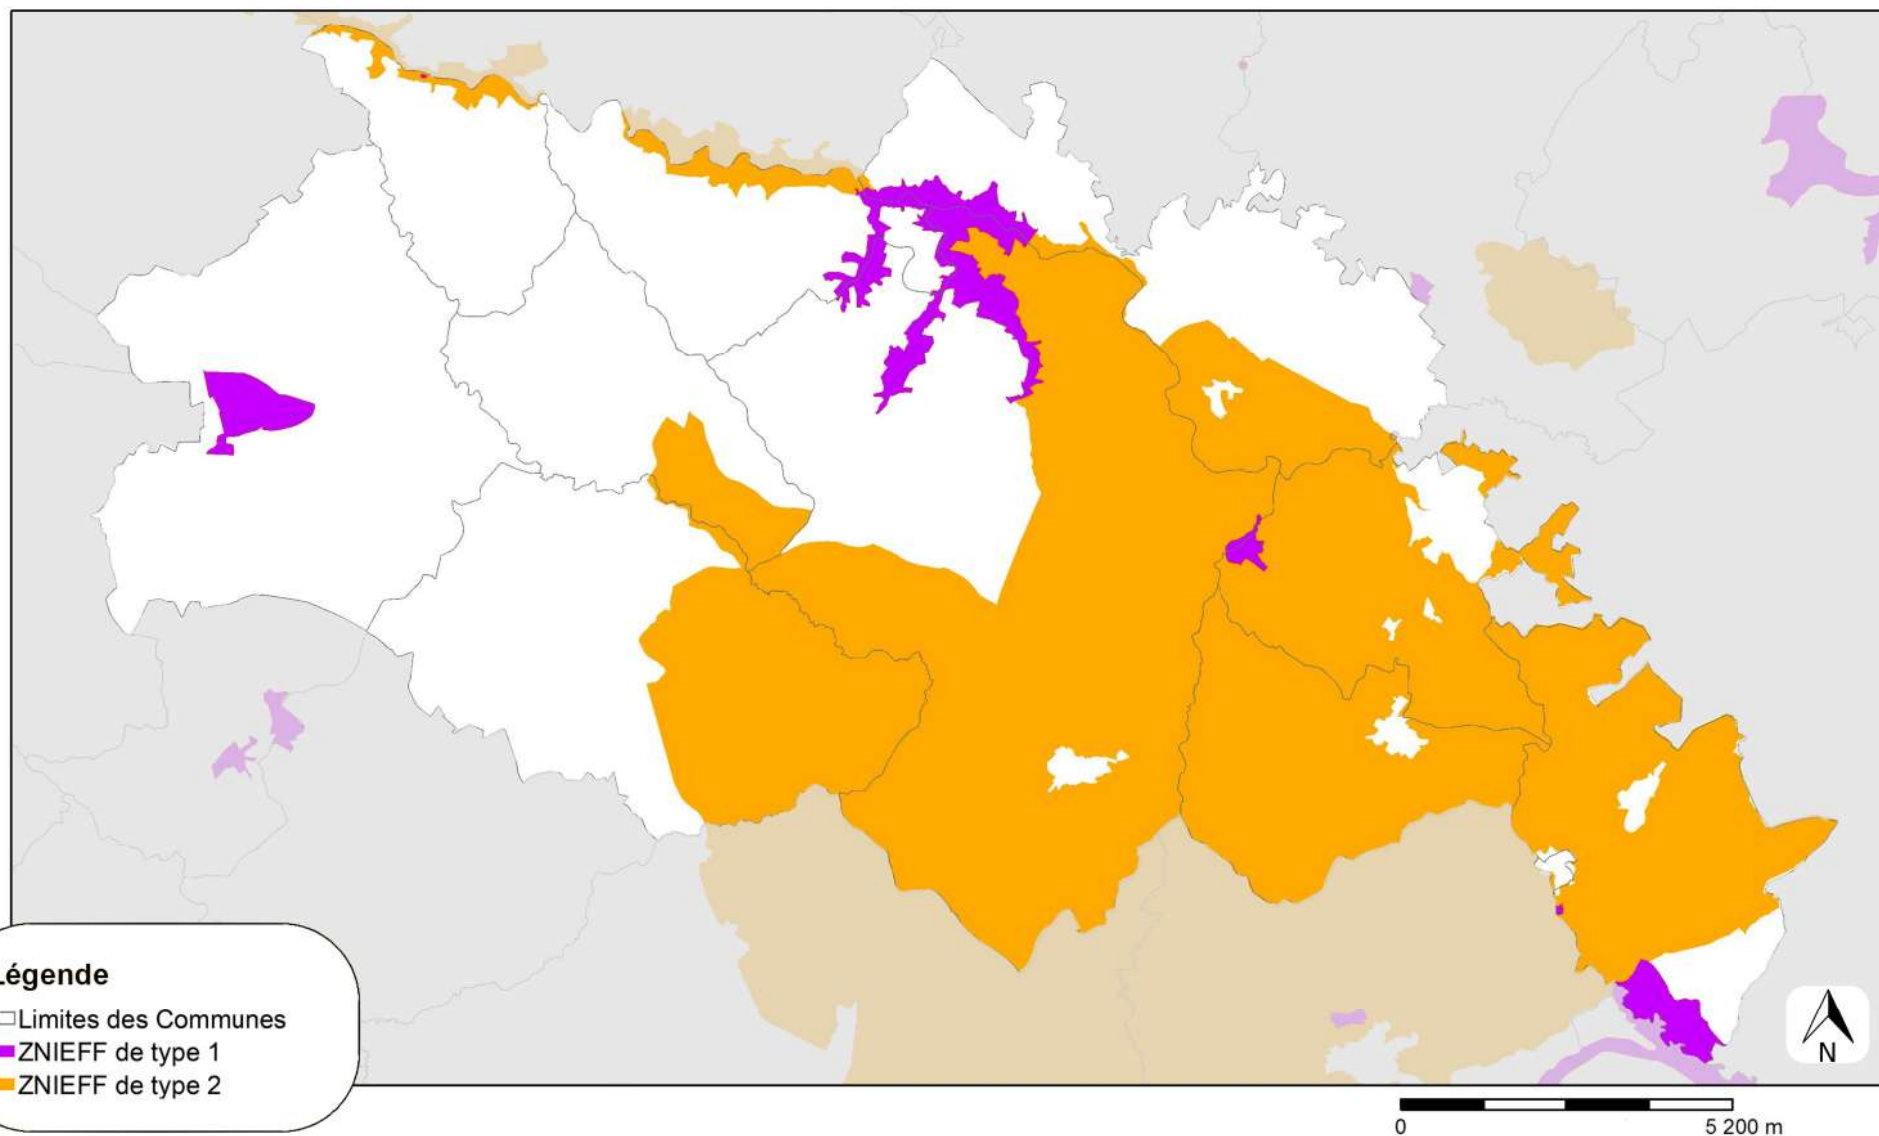 Légende
Limites des Communes
ZNIEFF de type 1
ZNIEFF de type 2
N
0 5 200 m